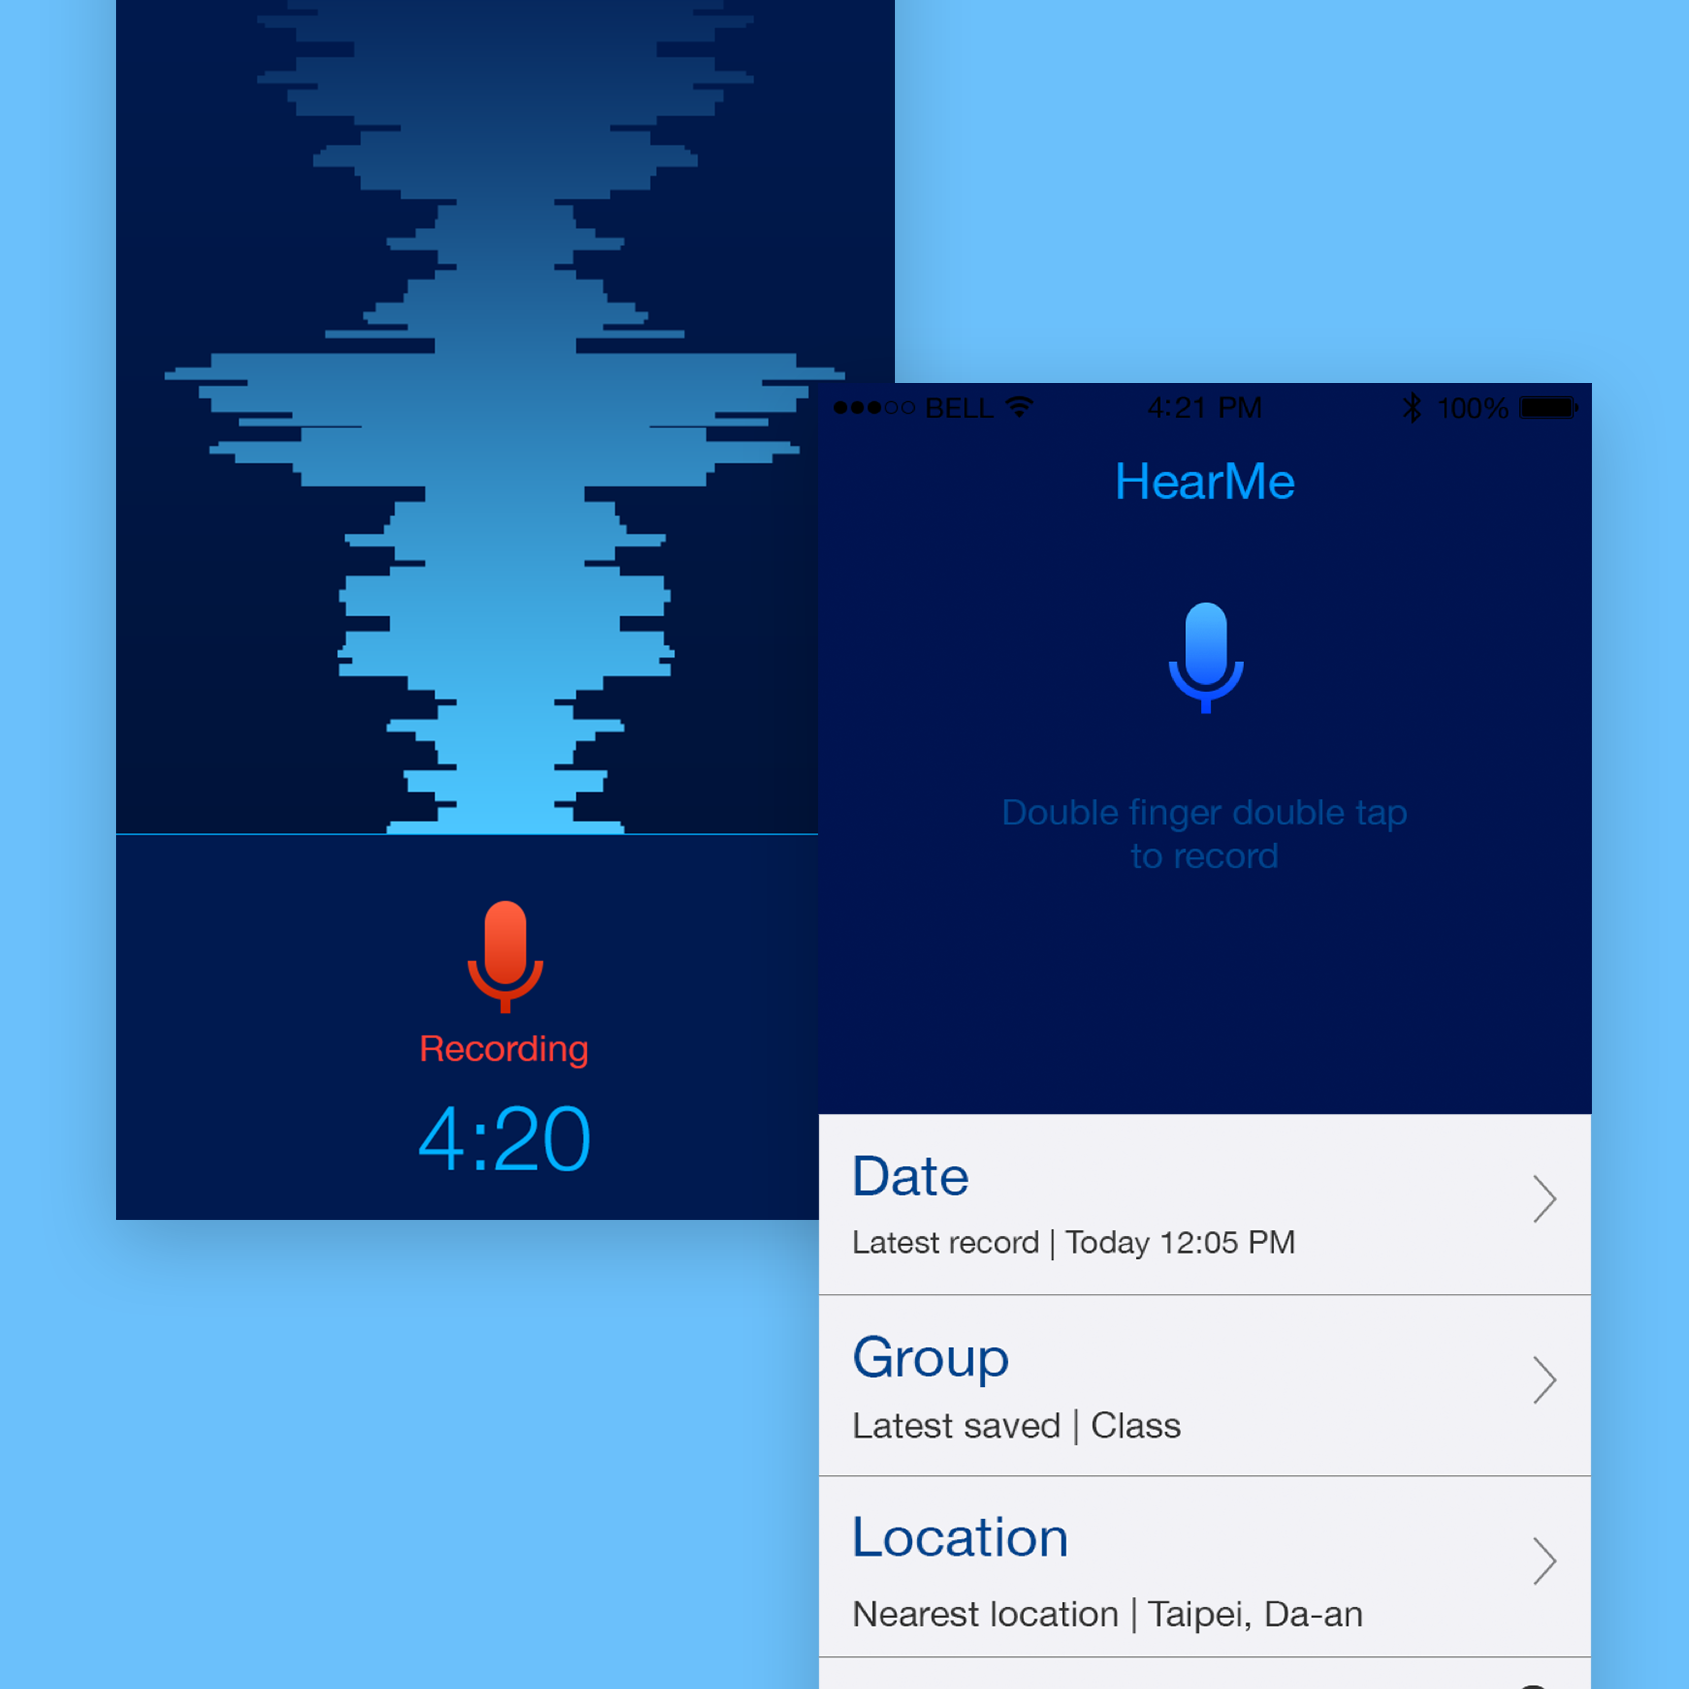 Recording
4:20
BELL 4:21 PM 100%
HearMe
Double finger double tap
to record
Date
Latest record | Today 12:05 PM
Group
Latest saved | Class
Location
Nearest location | Taipei, Da-an